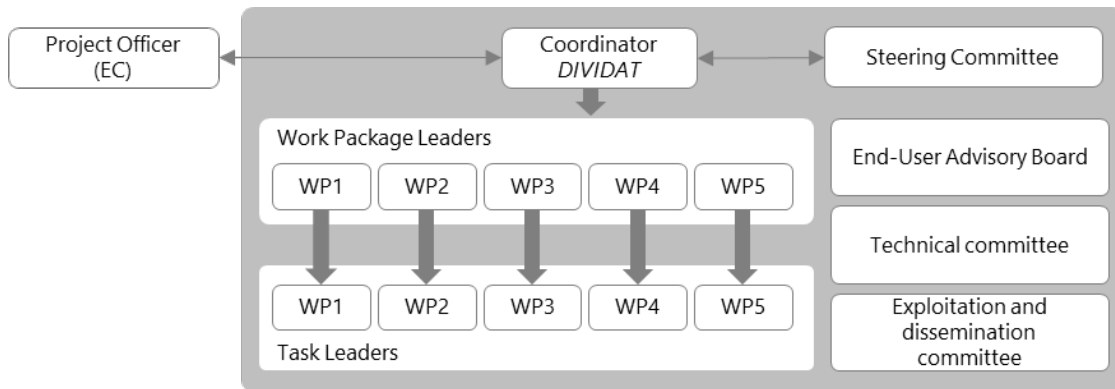 Project Officer
(EC)
Coordinator
DIVIDAT
Steering Committee
Work Package Leaders
WP1
WP2
WP3
WP4
WP5
End-User Advisory Board
Technical committee
WP1
WP2
WP3
WP4
WP5
Task Leaders
Exploitation and
dissemination
committee